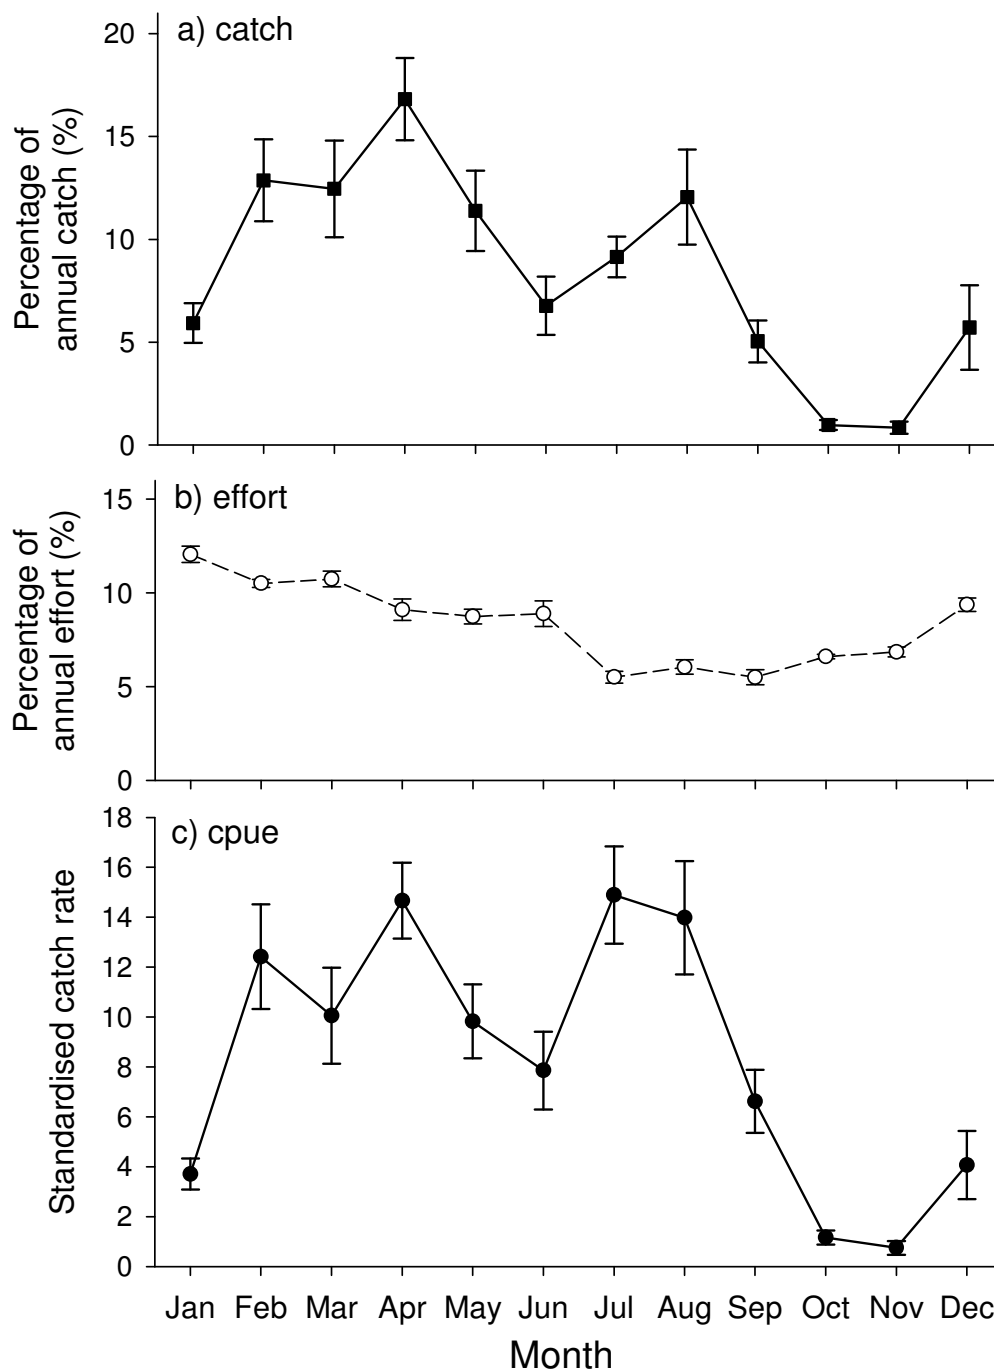 a) catch
Percentage of
annual catch (%)
20
15
10
5
0
b) effort
Percentage of
annual effort (%)
15
10
5
0
c) cpue
Standardised catch rate
18
16
14
12
10
8
6
4
2
0
Jan Feb Mar Apr May Jun Jul Aug Sep Oct Nov Dec
Month